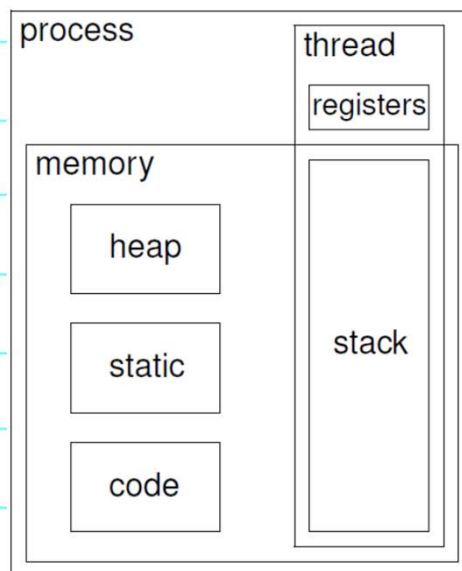 process
thread
registers
memory
heap
static
stack
code